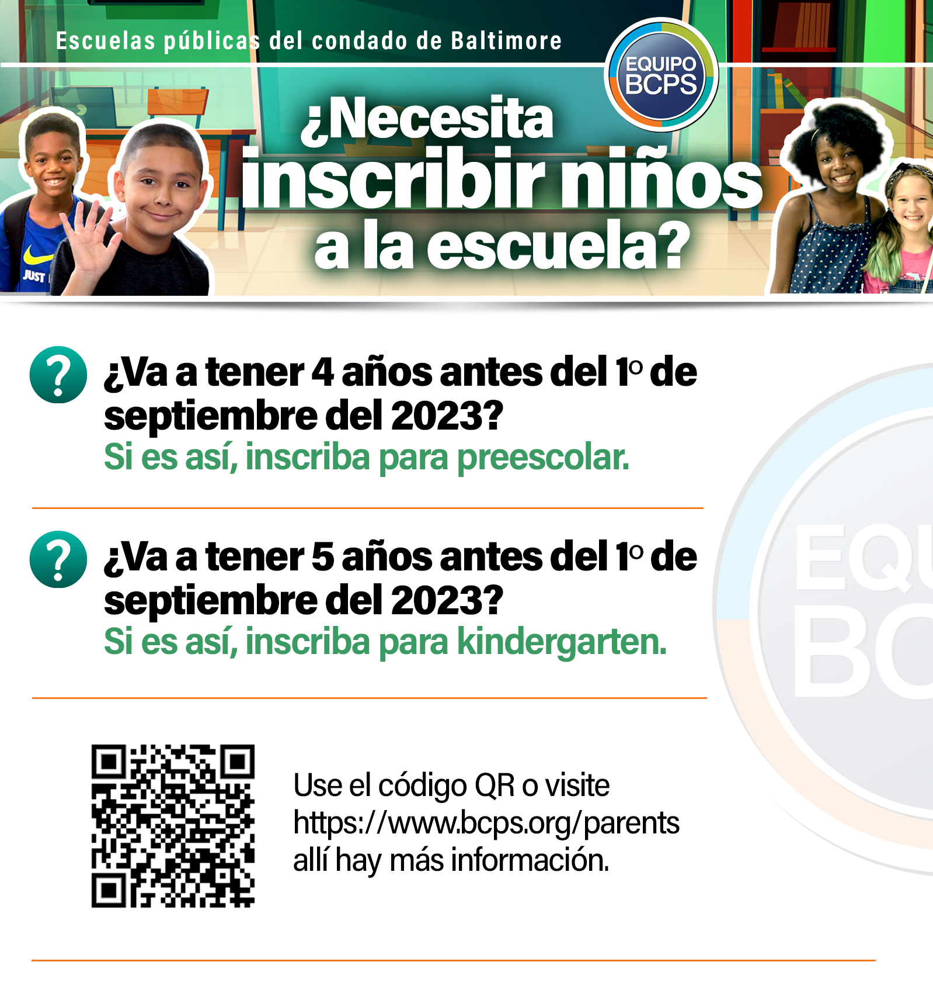 Escuelas públicas del condado de Baltimore
EQUIPO
BCPS
¿Necesita
inscribir niños
a la escuela?
JUST
?
¿Va a tener 4 años antes del 1º de
septiembre del 2023?
Si es así, inscriba para preescolar.
?
¿Va a tener 5 años antes del 1º de
septiembre del 2023?
Si es así, inscriba para kindergarten.
EQU
BC
Use el código QR o visite
https://www.bcps.org/parents
allí hay más información.